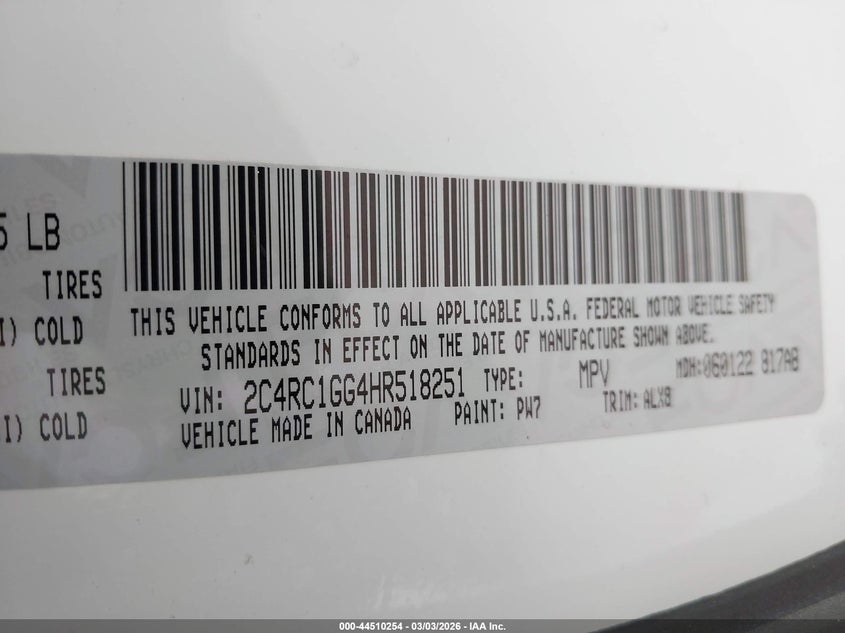 5 LB
TIRES
I) COLD
TIRES
I) COLD
THIS VEHICLE CONFORMS TO ALL APPLICABLE U.S.A. FEDERAL MOTOR VEHICLE SAFETY
STANDARDS IN EFFECT ON THE DATE OF MANUFACTURE SHOWN ABOVE.
VIN: 2C4RC1GG4HR518251 TYPE: MPV MDH:060122 817AB
VEHICLE MADE IN CANADA PAINT: PW7 TRIM: ALX8
000-44510254 - 03/03/2026 - IAA Inc.